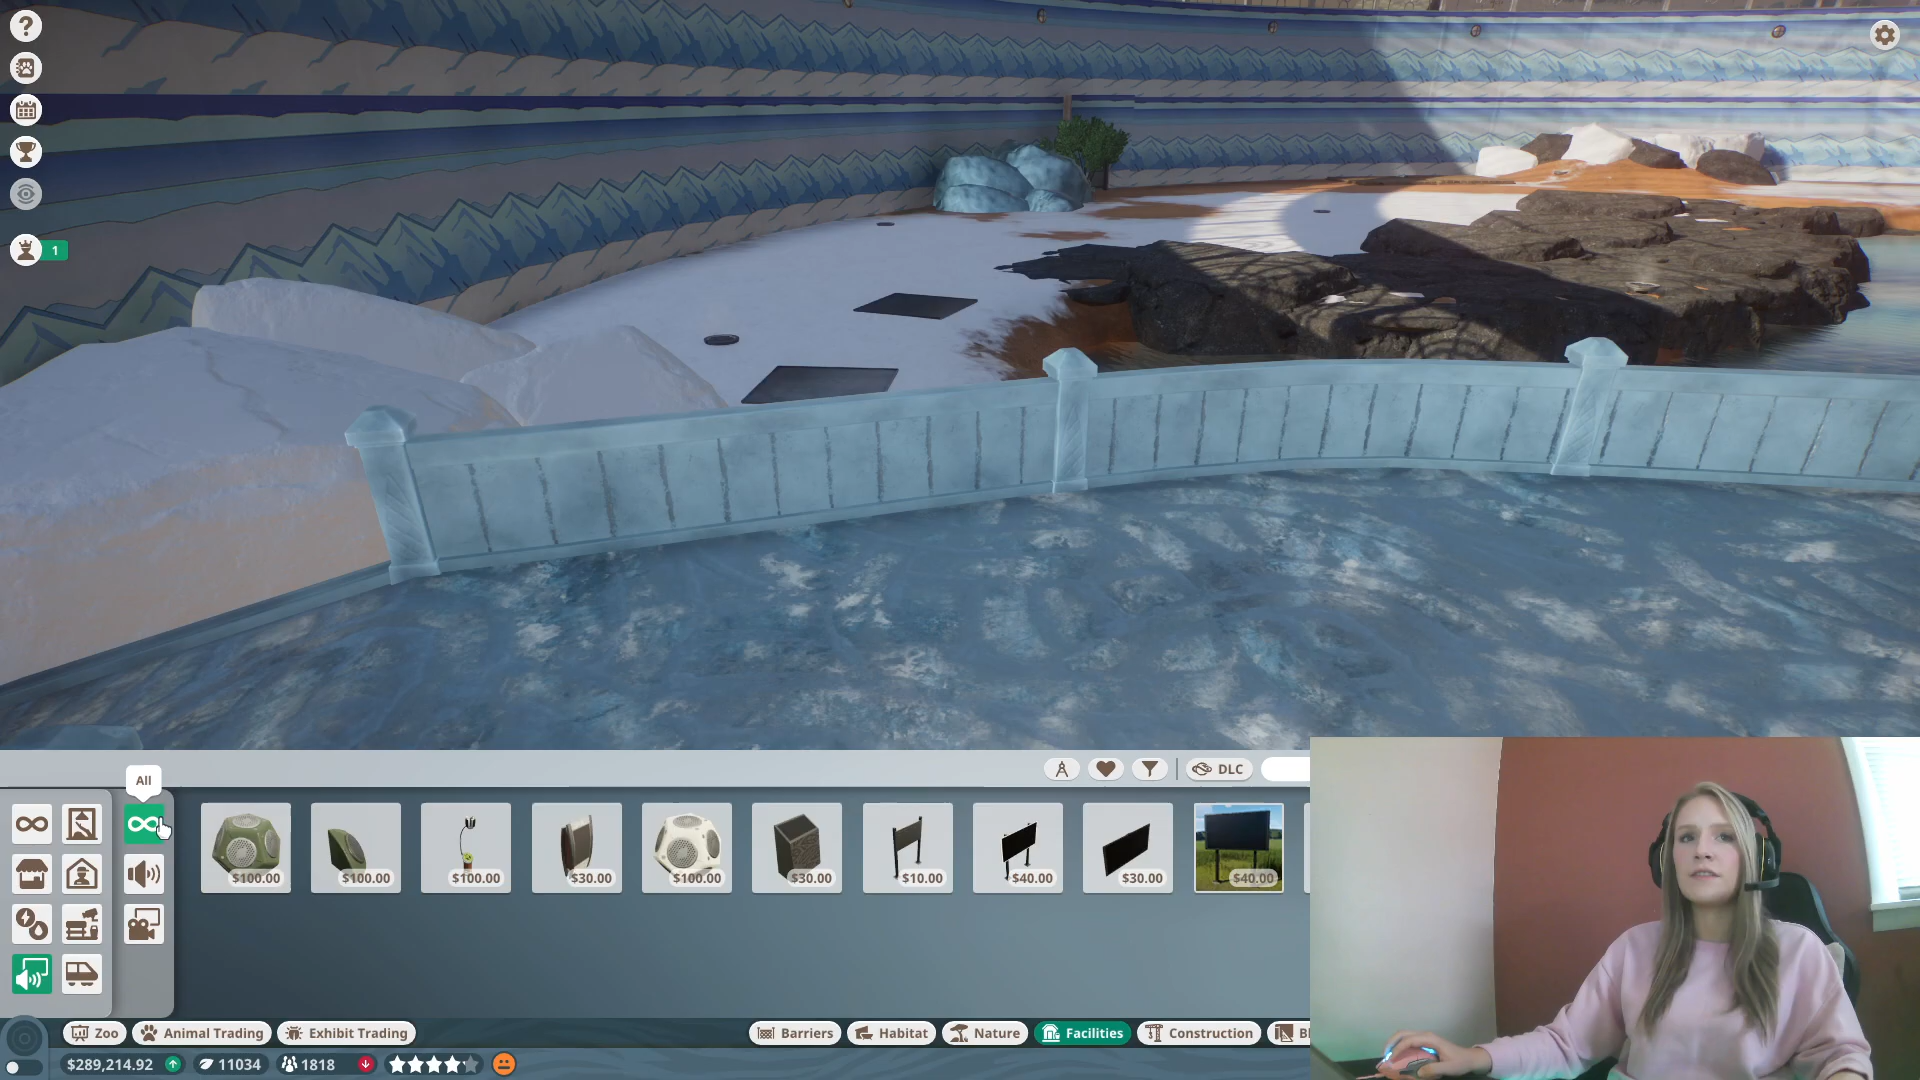 ?
1
All
DLC
$100.00 $100.00 $100.00 $30.00 $100.00 $30.00 $10.00 $40.00 $30.00 $40.00
Zoo Animal Trading Exhibit Trading Barriers Habitat Nature Facilities Construction Bl
$289,214.92 11034 1818